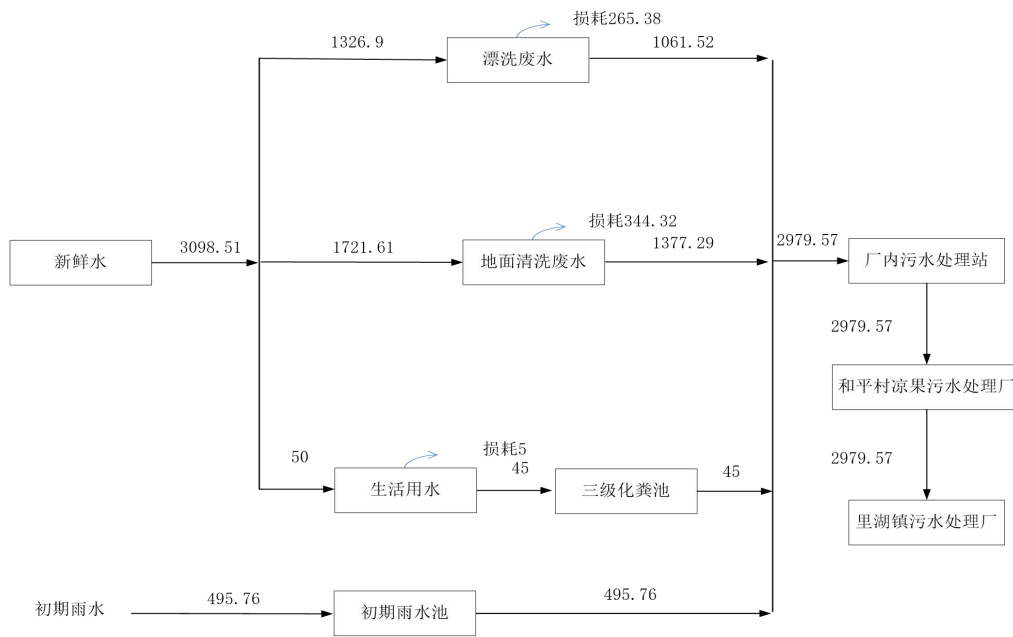 损耗265.38
1326.9
漂洗废水
1061.52
损耗344.32
新鲜水
3098.51
1721.61
地面清洗废水
1377.29
2979.57
厂内污水处理站
2979.57
和平村凉果污水处理厂
2979.57
里湖镇污水处理厂
50
损耗5
生活用水
45
三级化粪池
45
初期雨水
495.76
初期雨水池
495.76